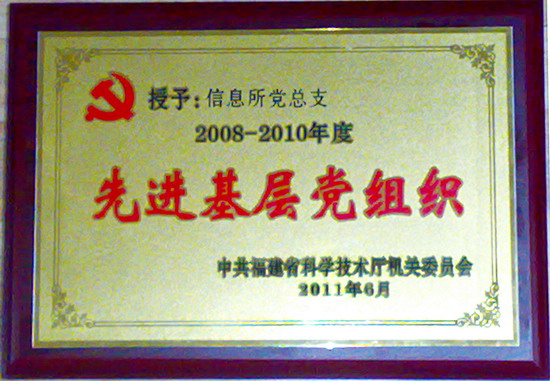 授予:信息所党总支
2008-2010年度
先进基层党组织
中共福建省科学技术厅机关委员会
2011年6月